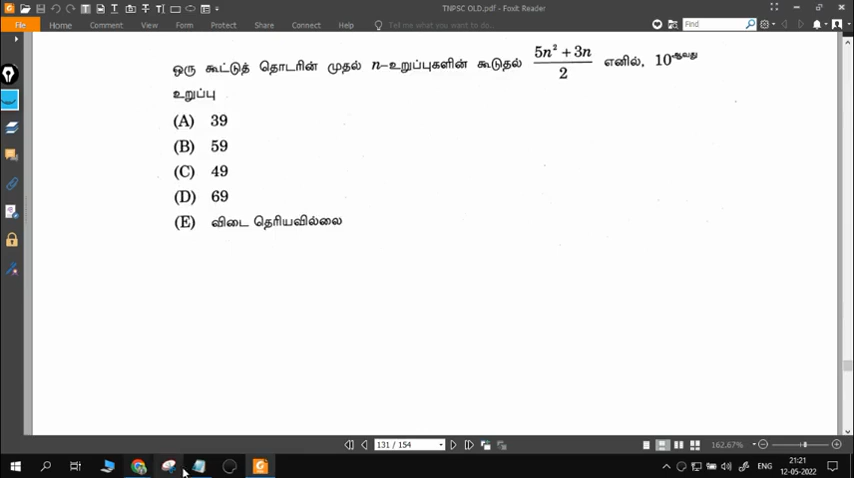 TNPSC OLD.pdf - Foxit Reader
File Home Comment View Form Protect Share Connect Help Tell me what you want to do... Find
ஒரு கூட்டுத் தொடரின் முதல் n-உறுப்புகளின் கூடுதல் (5n² + 3n)/2 எனில், 10ஆவது
உறுப்பு
(A) 39
(B) 59
(C) 49
(D) 69
(E) விடை தெரியவில்லை
131 / 154 162.67%
ENG 21:21
12-05-2022